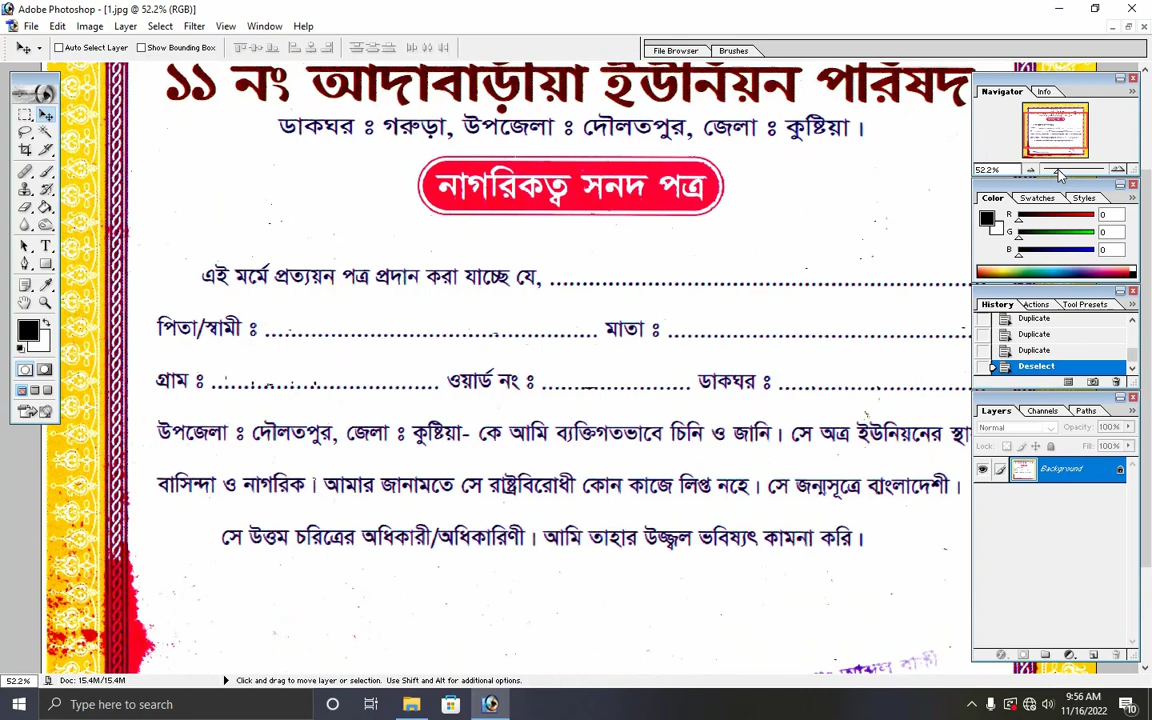 Adobe Photoshop - [1.jpg @ 52.2% (RGB)]
File Edit Image Layer Select Filter View Window Help
Auto Select Layer Show Bounding Box
File Browser Brushes
১১ নং আদাবাড়ীয়া ইউনিয়ন পরিষদ
ডাকঘর ঃ গরুড়া, উপজেলা ঃ দৌলতপুর, জেলা ঃ কুষ্টিয়া।
নাগরিকত্ব সনদ পত্র
এই মর্মে প্রত্যয়ন পত্র প্রদান করা যাচ্ছে যে, ........................................
পিতা/স্বামী ঃ ........................................ মাতা ঃ ........................................
গ্রাম ঃ ........................................ ওয়ার্ড নং ঃ ........................ ডাকঘর ঃ ........................
উপজেলা ঃ দৌলতপুর, জেলা ঃ কুষ্টিয়া- কে আমি ব্যক্তিগতভাবে চিনি ও জানি। সে অত্র ইউনিয়নের স্থা
বাসিন্দা ও নাগরিক। আমার জানামতে সে রাষ্ট্রবিরোধী কোন কাজে লিপ্ত নহে। সে জন্মসূত্রে বাংলাদেশী।
সে উত্তম চরিত্রের অধিকারী/অধিকারিণী। আমি তাহার উজ্জ্বল ভবিষ্যৎ কামনা করি।
Navigator Info
52.2%
Color Swatches Styles
R 0
G 0
B 0
History Actions Tool Presets
Duplicate
Duplicate
Duplicate
Deselect
Layers Channels Paths
Normal Opacity: 100%
Lock: Fill: 100%
Background
52.2% Doc: 15.4M/15.4M Click and drag to move layer or selection. Use Shift and Alt for additional options.
Type here to search
9:56 AM
11/16/2022
10